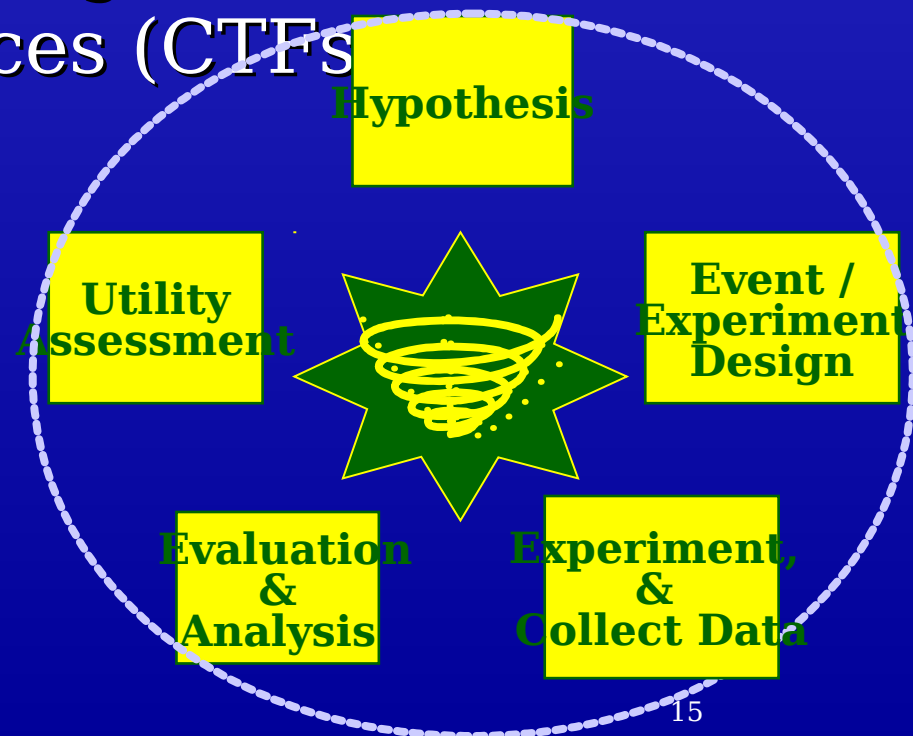 ces (CTFs
Hypothesis
Utility
Assessment
Event /
Experiment
Design
Evaluation
&
Analysis
Experiment,
&
Collect Data
15